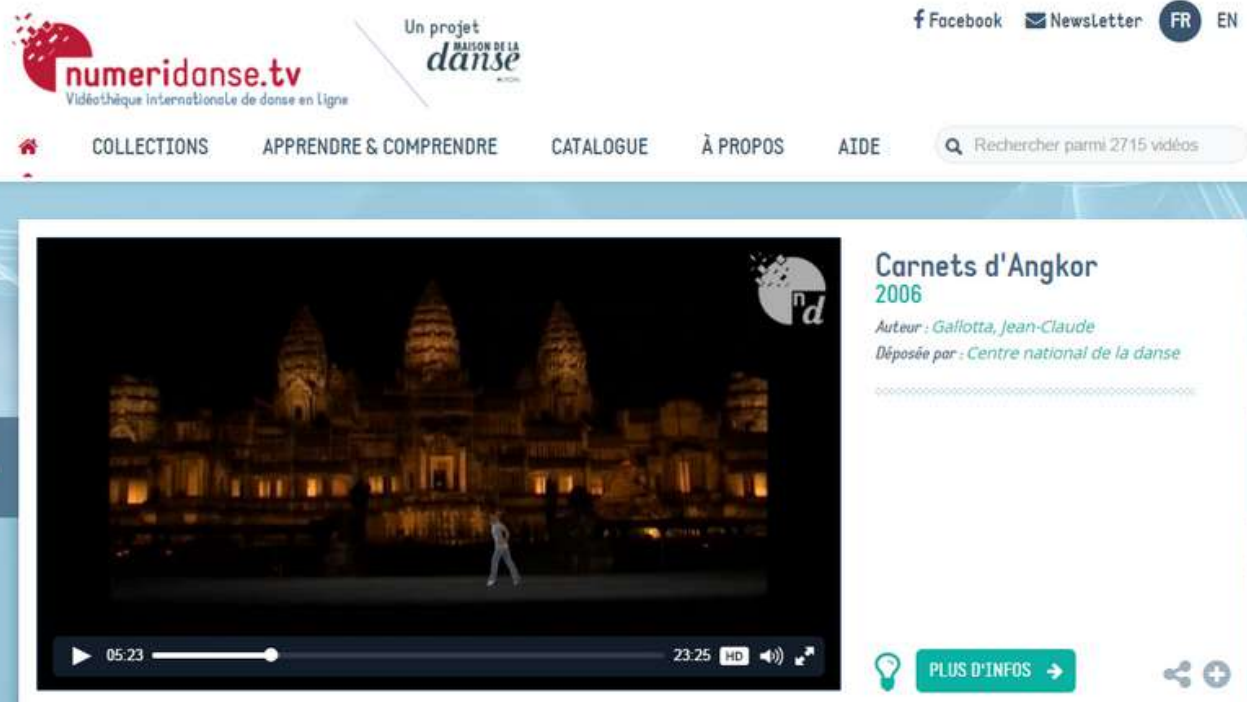 Un projet
MAISON DE LA
danse
numeridanse.tv
Vidéothèque internationale de danse en ligne
Facebook
Newsletter
FR
EN
COLLECTIONS
APPRENDRE & COMPRENDRE
CATALOGUE
À PROPOS
AIDE
Rechercher parmi 2715 vidéos
nd
Carnets d'Angkor
2006
Auteur : Gallotta, Jean-Claude
Déposée par : Centre national de la danse
05:23
23:25
HD
PLUS D'INFOS